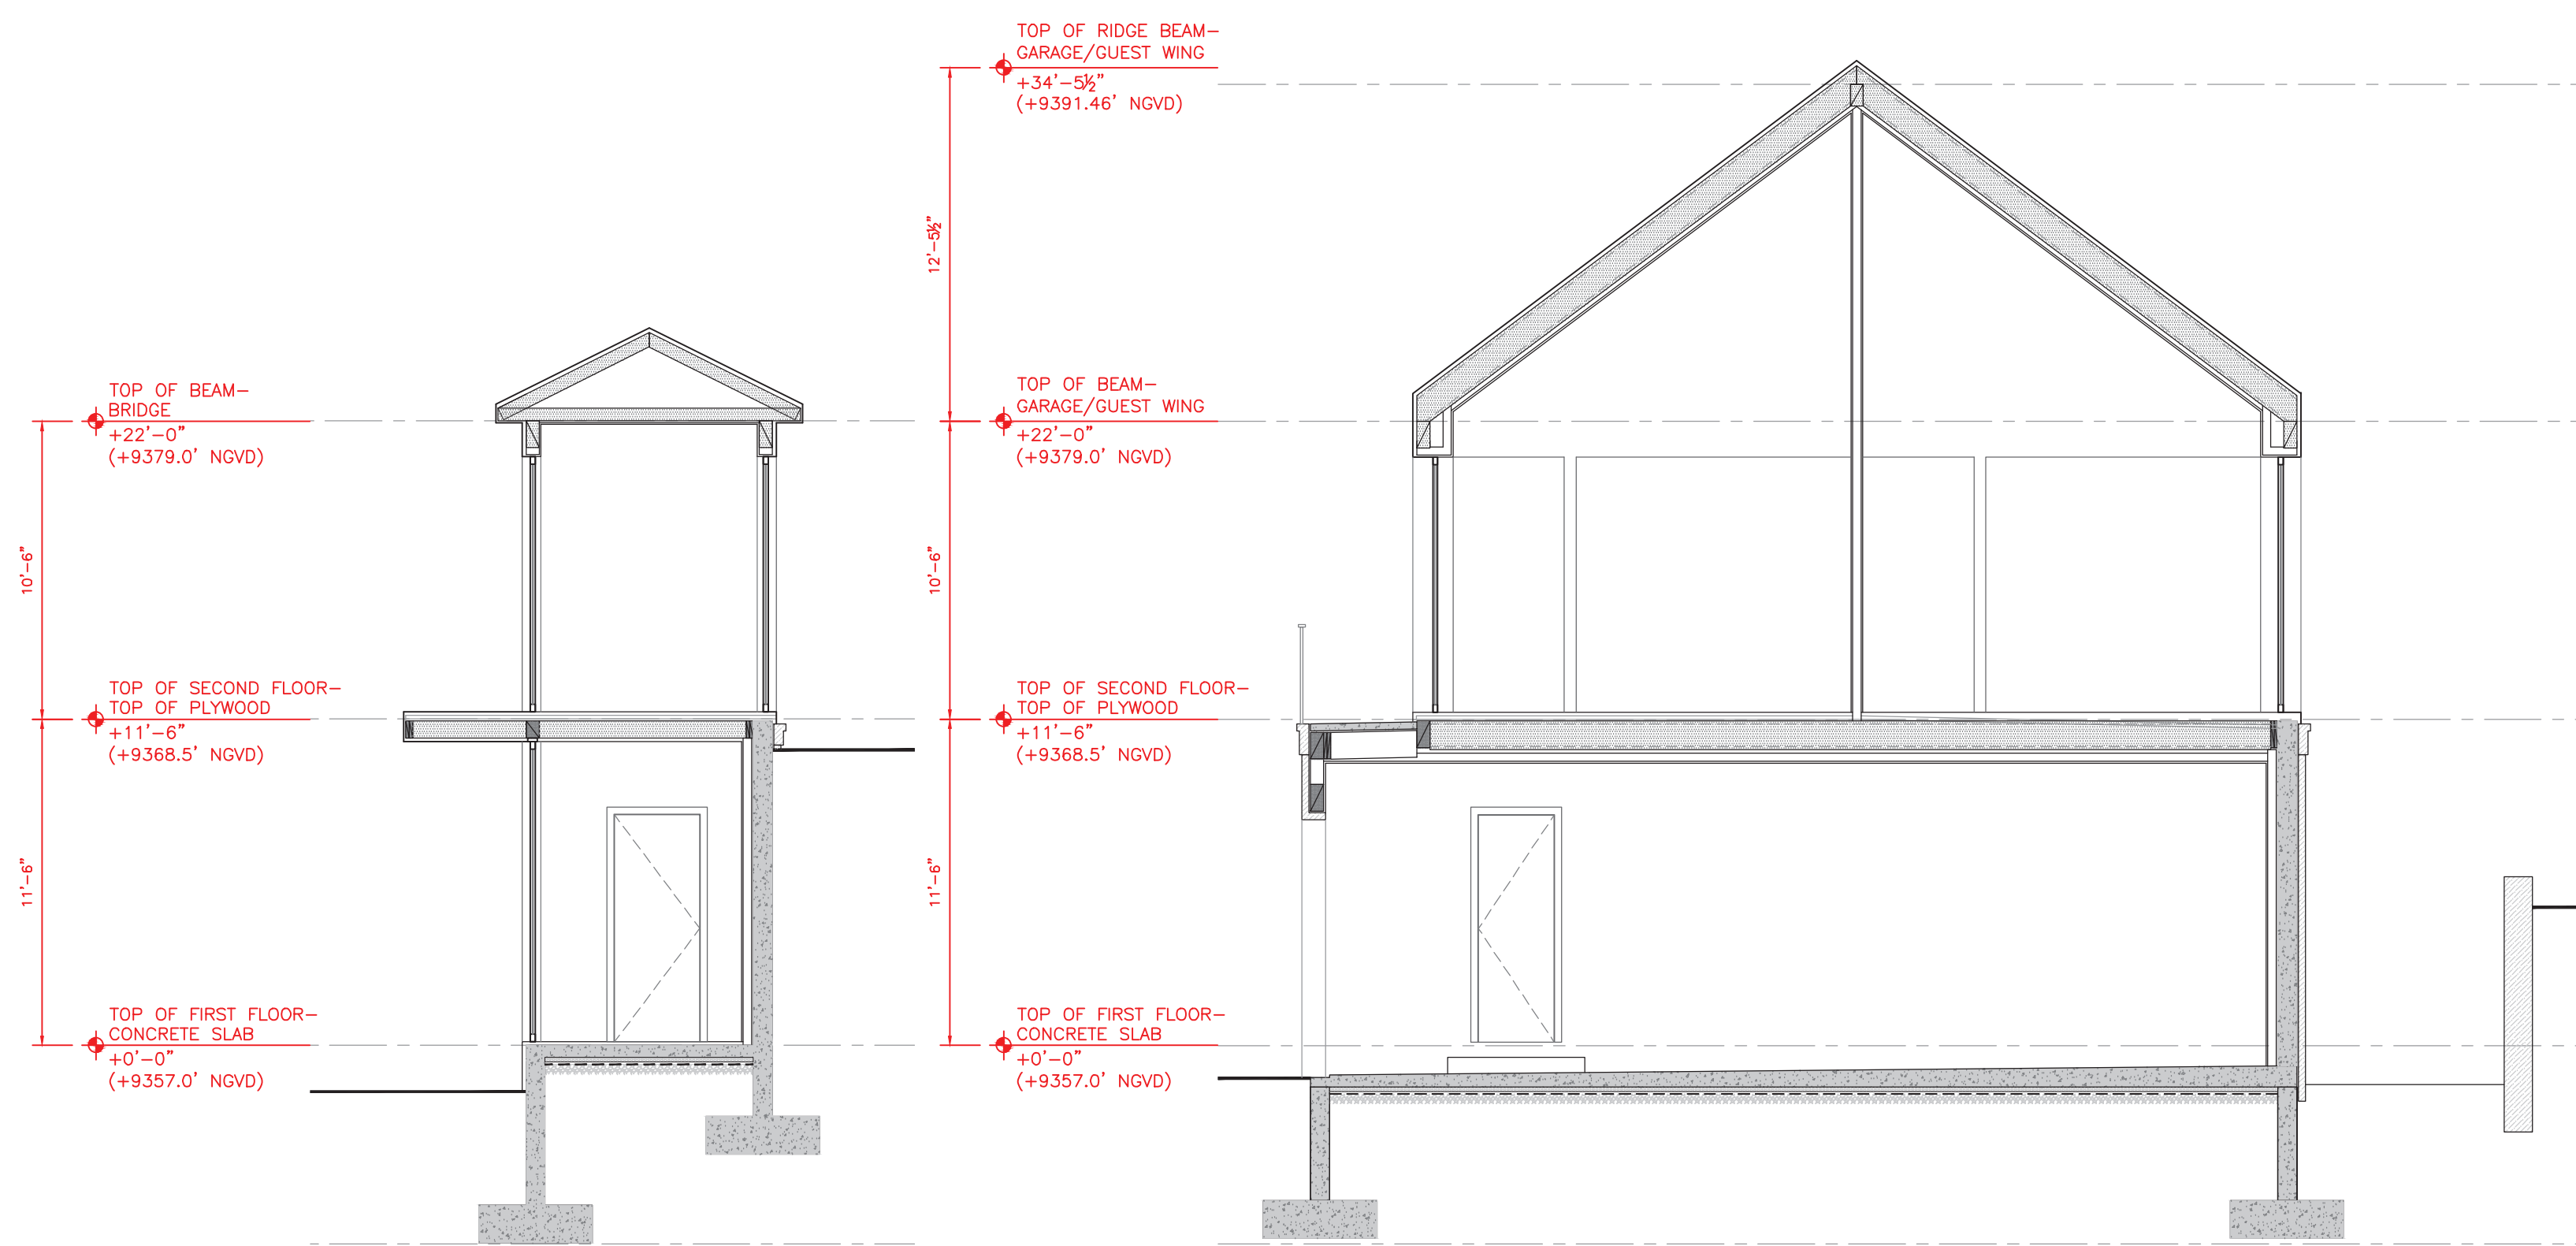 TOP OF BEAM-
BRIDGE
+22'-0"
(+9379.0' NGVD)
10'-6"
TOP OF SECOND FLOOR-
TOP OF PLYWOOD
+11'-6"
(+9368.5' NGVD)
11'-6"
TOP OF FIRST FLOOR-
CONCRETE SLAB
+0'-0"
(+9357.0' NGVD)
TOP OF RIDGE BEAM-
GARAGE/GUEST WING
+34'-5½"
(+9391.46' NGVD)
12'-5½"
TOP OF BEAM-
GARAGE/GUEST WING
+22'-0"
(+9379.0' NGVD)
10'-6"
TOP OF SECOND FLOOR-
TOP OF PLYWOOD
+11'-6"
(+9368.5' NGVD)
11'-6"
TOP OF FIRST FLOOR-
CONCRETE SLAB
+0'-0"
(+9357.0' NGVD)